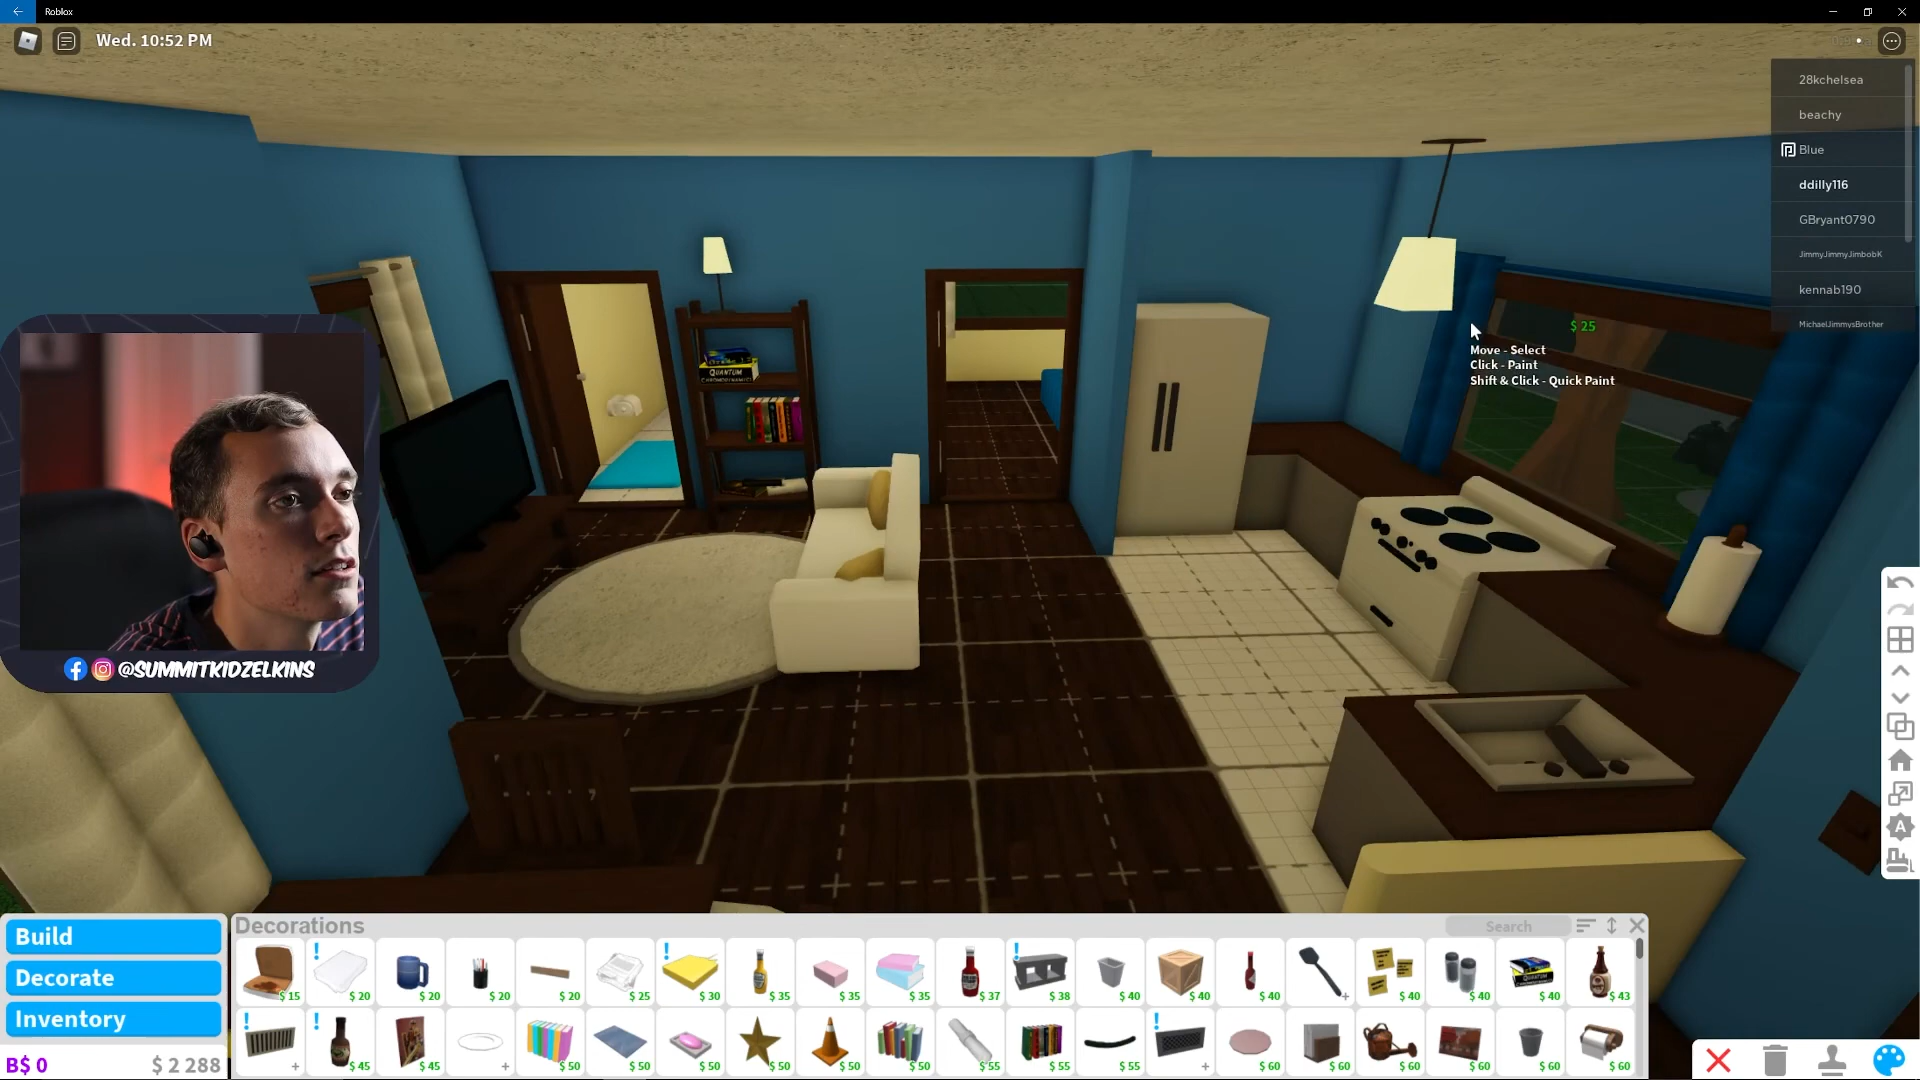 Roblox
Wed. 10:52 PM
28kchelsea
beachy
Blue
ddilly116
GBryant0790
JimmyJimmyJimbobK
kennab190
MichaelJimmysBrother
$ 25
Move - Select
Click - Paint
Shift & Click - Quick Paint
QUANTUM
@SUMMITKIDZELKINS
Build
Decorate
Inventory
B$ 0
$ 2 288
Decorations
Search
$ 15
$ 20
$ 20
$ 20
$ 20
$ 25
$ 30
$ 35
$ 35
$ 35
$ 37
$ 38
$ 40
$ 40
$ 40
+
$ 40
$ 40
$ 40
$ 43
+
$ 45
$ 45
+
$ 50
$ 50
$ 50
$ 50
$ 50
$ 50
$ 55
$ 55
$ 55
+
$ 60
$ 60
$ 60
$ 60
$ 60
$ 60